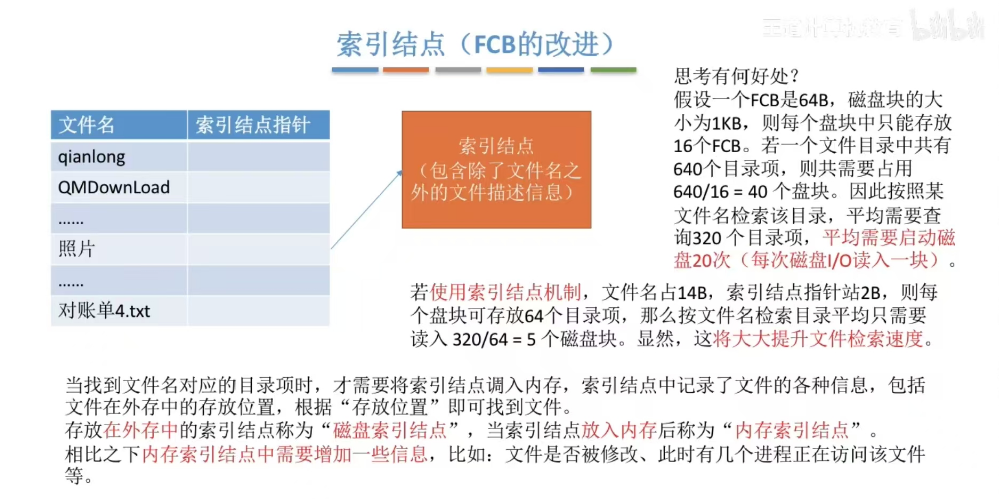 索引结点（FCB的改进）
思考有何好处？
假设一个FCB是64B，磁盘块的大
小为1KB，则每个盘块中只能存放
16个FCB。若一个文件目录中共有
640个目录项，则共需要占用
640/16 = 40 个盘块。因此按照某
文件名检索该目录，平均需要查
询320 个目录项，平均需要启动磁
盘20次（每次磁盘I/O读入一块）。
文件名 索引结点指针
qianlong
QMDownLoad
……
照片
……
对账单4.txt
索引结点
（包含除了文件名之
外的文件描述信息）
若使用索引结点机制，文件名占14B，索引结点指针站2B，则每
个盘块可存放64个目录项，那么按文件名检索目录平均只需要
读入 320/64 = 5 个磁盘块。显然，这将大大提升文件检索速度。
当找到文件名对应的目录项时，才需要将索引结点调入内存，索引结点中记录了文件的各种信息，包括
文件在外存中的存放位置，根据“存放位置”即可找到文件。
存放在外存中的索引结点称为“磁盘索引结点”，当索引结点放入内存后称为“内存索引结点”。
相比之下内存索引结点中需要增加一些信息，比如：文件是否被修改、此时有几个进程正在访问该文件
等。